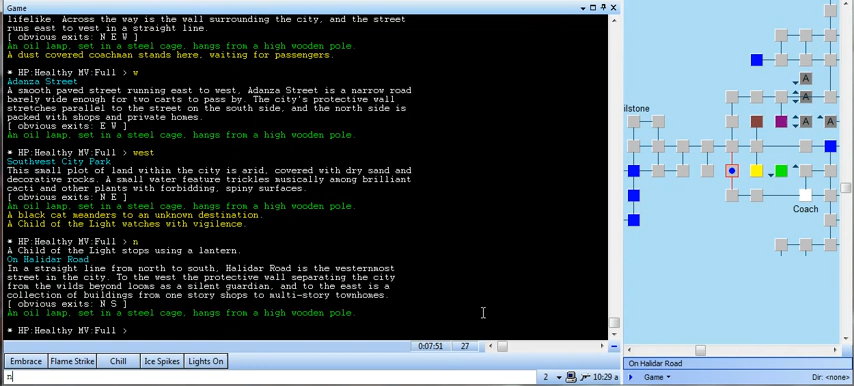 Game
lifelike. Across the way is the wall surrounding the city, and the street
runs east to west in a straight line.
[ obvious exits: N E W ]
An oil lamp, set in a steel cage, hangs from a high wooden pole.
A dust covered coachman stands here, waiting for passengers.
* HP:Healthy MV:Full > w
Adanza Street
A smooth paved street running east to west, Adanza Street is a narrow road
barely wide enough for two carts to pass by. The city's protective wall
stretches parallel to the street on the south side, and the north side is
packed with shops and private homes.
[ obvious exits: E W ]
An oil lamp, set in a steel cage, hangs from a high wooden pole.
* HP:Healthy MV:Full > west
Southwest City Park
This small plot of land within the city is arid, covered with dry sand and
decorative rocks. A small water feature trickles musically among brilliant
cacti and other plants with forbidding, spiny surfaces.
[ obvious exits: N E ]
An oil lamp, set in a steel cage, hangs from a high wooden pole.
A black cat meanders to an unknown destination.
A Child of the Light watches with vigilence.
* HP:Healthy MV:Full > n
A Child of the Light stops using a lantern.
On Halidar Road
In a straight line from north to south, Halidar Road is the westernmost
street in the city. To the west the protective wall separating the city
from the wilds beyond looms as a silent guardian, and to the east is a
collection of buildings from one story shops to multi-story townhomes.
[ obvious exits: N S ]
An oil lamp, set in a steel cage, hangs from a high wooden pole.
* HP:Healthy MV:Full >
0:07:51 27
Embrace Flame Strike Chill Ice Spikes Lights On
n
2 10:29 a
ilstone
A
A
A A
Coach
On Halidar Road
Game Dir: <none>